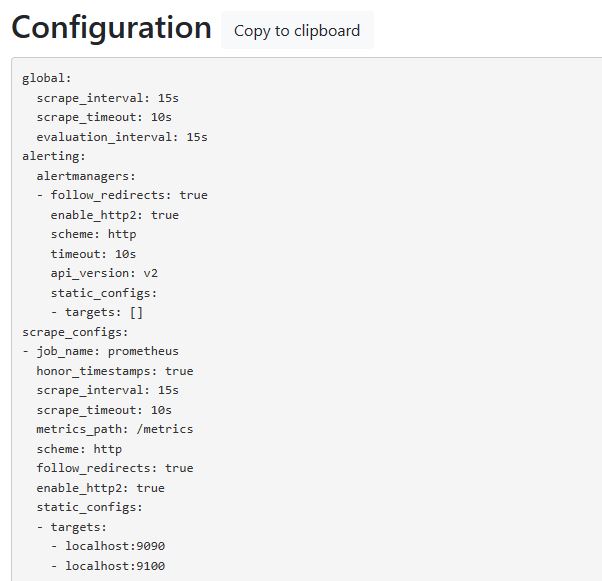 Configuration Copy to clipboard
global:
  scrape_interval: 15s
  scrape_timeout: 10s
  evaluation_interval: 15s
alerting:
  alertmanagers:
  - follow_redirects: true
    enable_http2: true
    scheme: http
    timeout: 10s
    api_version: v2
    static_configs:
    - targets: []
scrape_configs:
- job_name: prometheus
  honor_timestamps: true
  scrape_interval: 15s
  scrape_timeout: 10s
  metrics_path: /metrics
  scheme: http
  follow_redirects: true
  enable_http2: true
  static_configs:
  - targets:
    - localhost:9090
    - localhost:9100